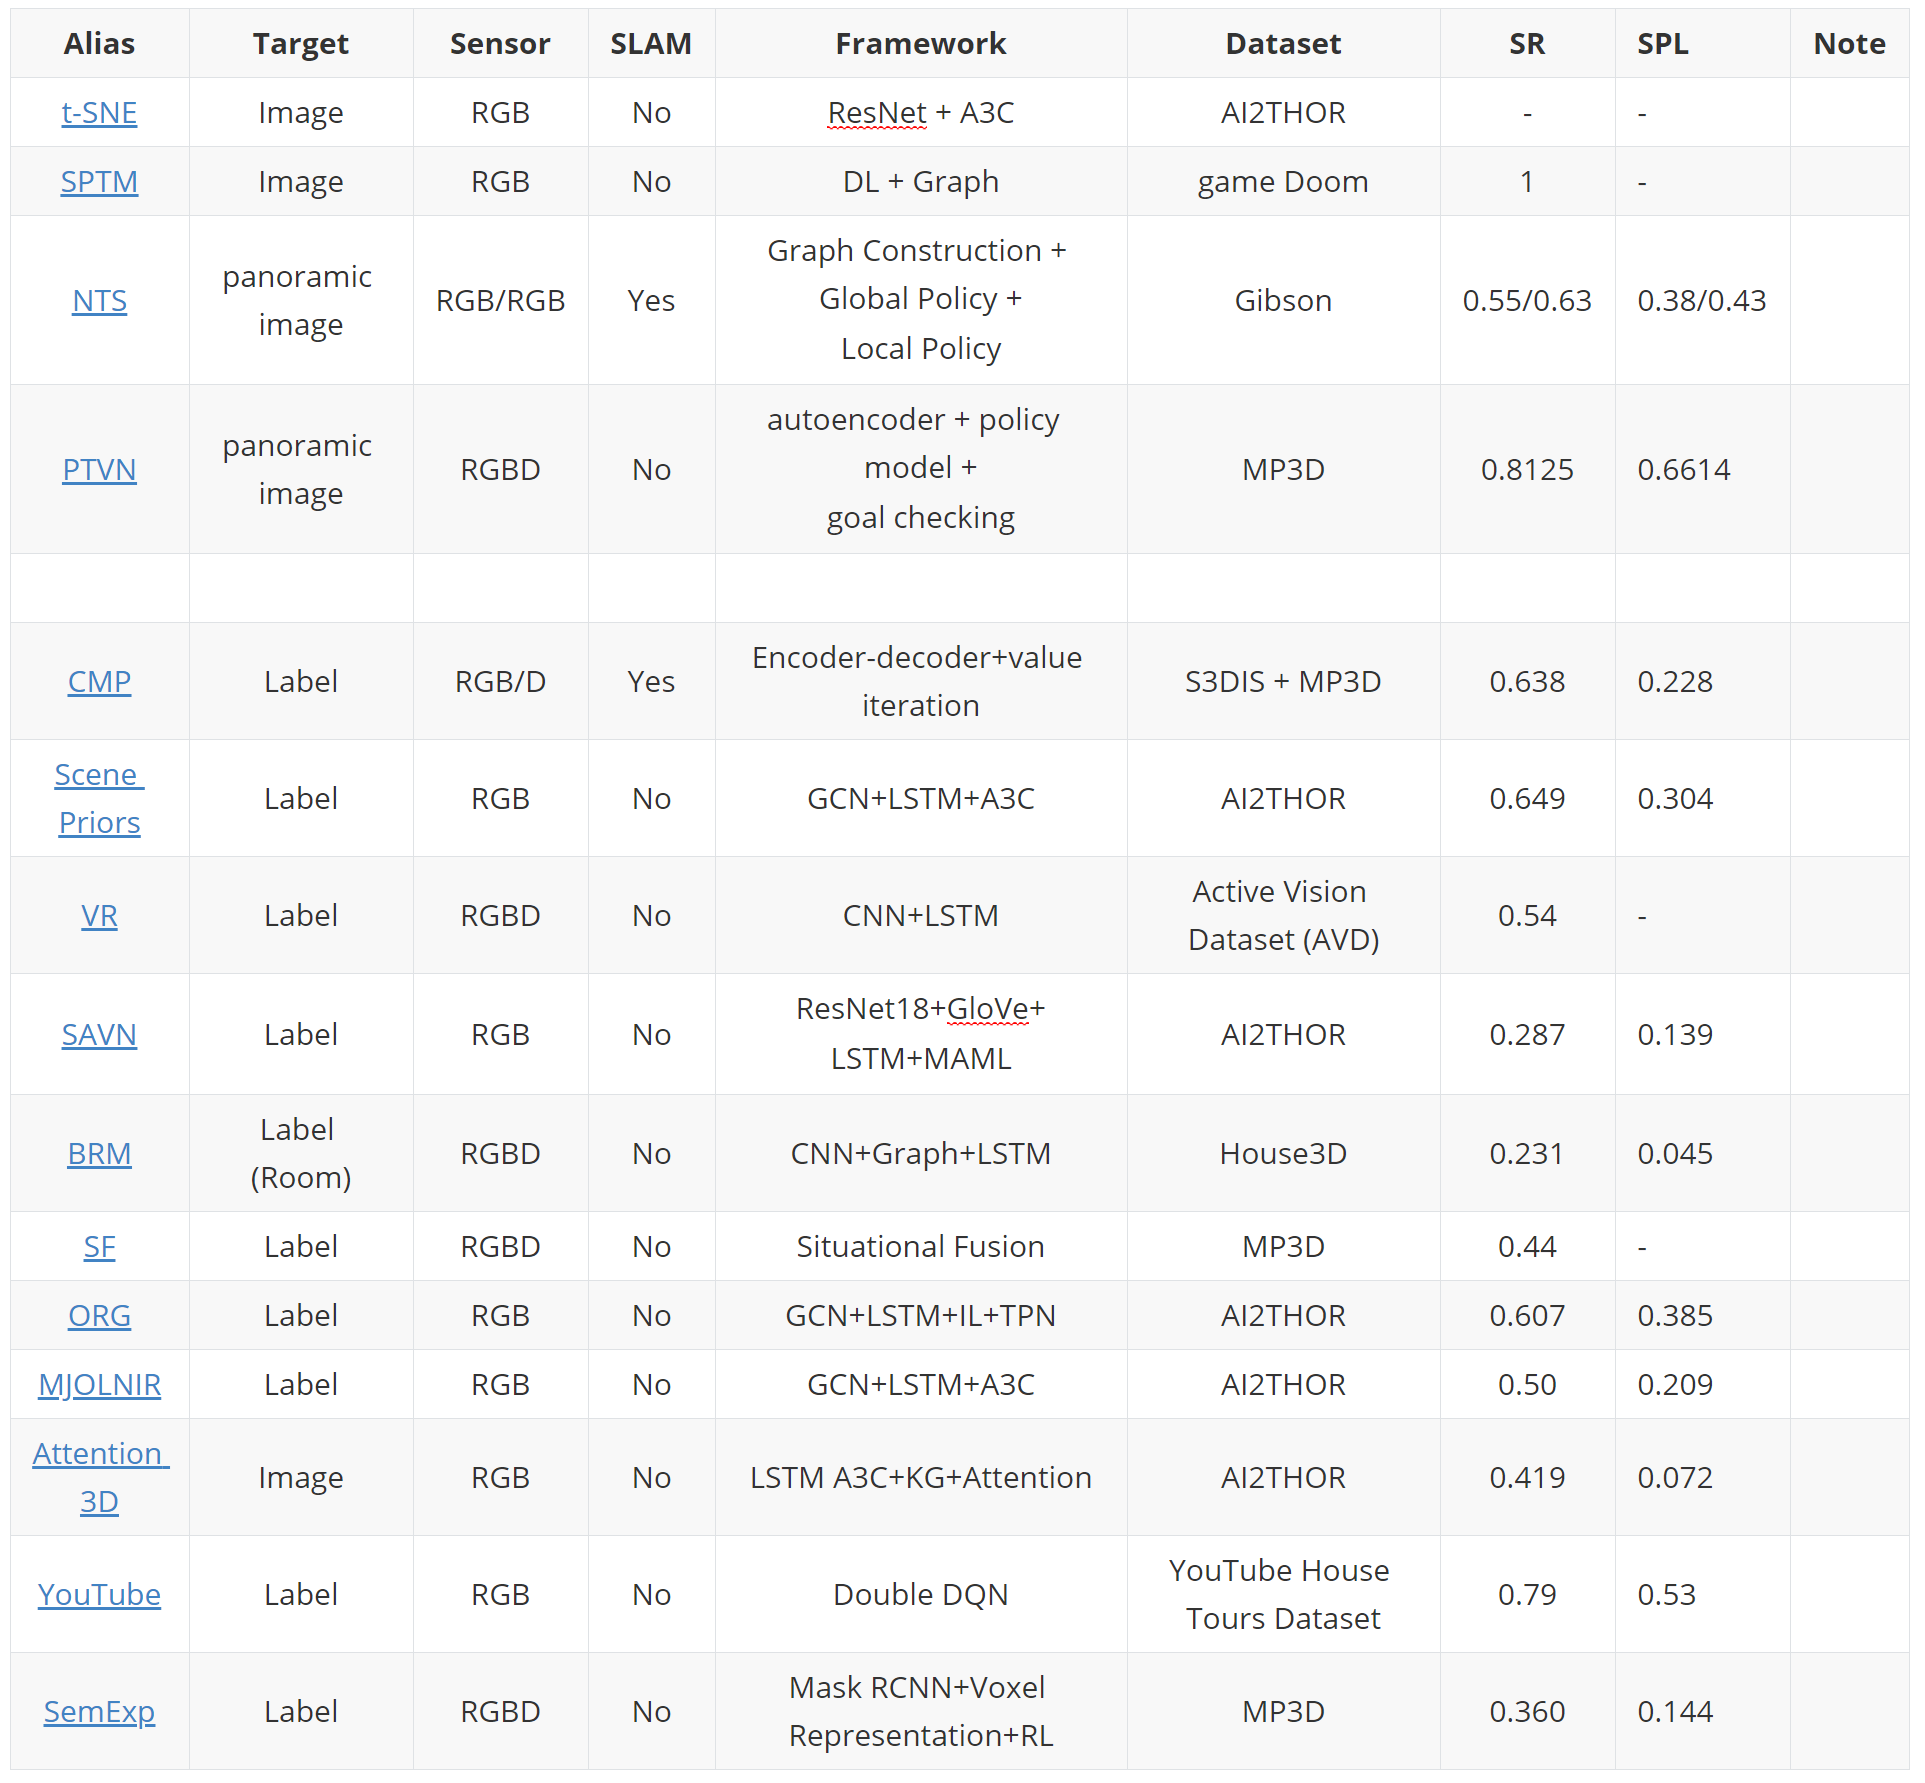 Alias Target Sensor SLAM Framework Dataset SR SPL Note
t-SNE Image RGB No ResNet + A3C AI2THOR - -
SPTM Image RGB No DL + Graph game Doom 1 -
NTS
panoramic
image
RGB/RGB Yes
Graph Construction +
Global Policy +
Local Policy
Gibson 0.55/0.63 0.38/0.43
PTVN
panoramic
image
RGBD No
autoencoder + policy
model +
goal checking
MP3D 0.8125 0.6614
CMP Label RGB/D Yes
Encoder-decoder+value
iteration
S3DIS + MP3D 0.638 0.228
Scene
Priors
Label RGB No GCN+LSTM+A3C AI2THOR 0.649 0.304
VR Label RGBD No CNN+LSTM
Active Vision
Dataset (AVD)
0.54 -
SAVN Label RGB No
ResNet18+GloVe+
LSTM+MAML
AI2THOR 0.287 0.139
BRM
Label
(Room)
RGBD No CNN+Graph+LSTM House3D 0.231 0.045
SF Label RGBD No Situational Fusion MP3D 0.44 -
ORG Label RGB No GCN+LSTM+IL+TPN AI2THOR 0.607 0.385
MJOLNIR Label RGB No GCN+LSTM+A3C AI2THOR 0.50 0.209
Attention
3D
Image RGB No LSTM A3C+KG+Attention AI2THOR 0.419 0.072
YouTube Label RGB No Double DQN
YouTube House
Tours Dataset
0.79 0.53
SemExp Label RGBD No
Mask RCNN+Voxel
Representation+RL
MP3D 0.360 0.144